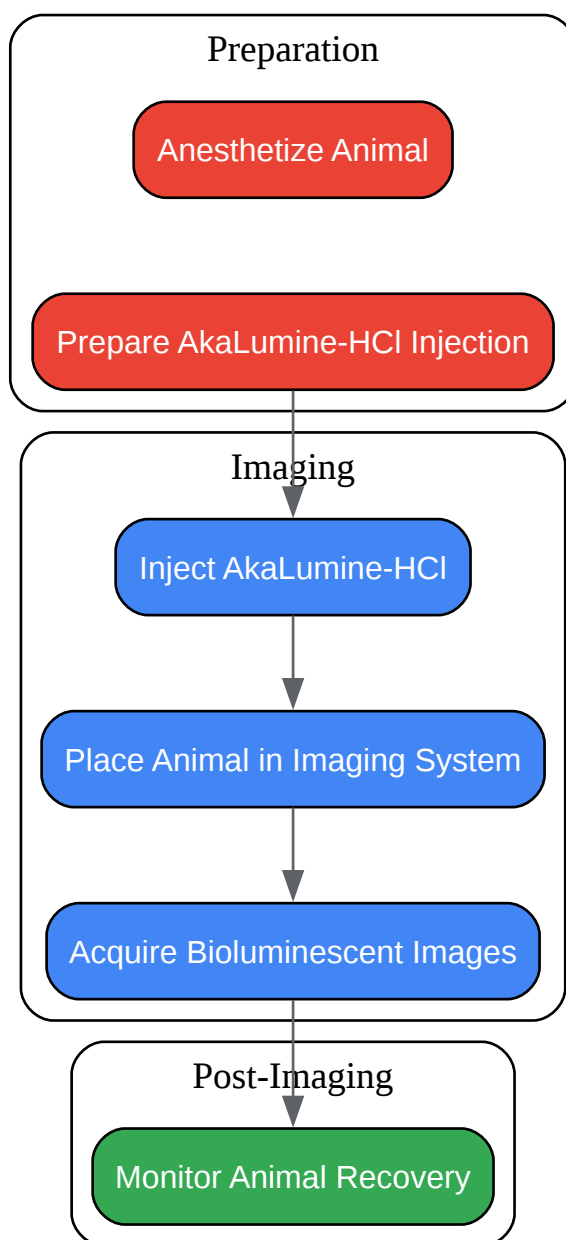 Preparation
Anesthetize Animal
Prepare AkaLumine-HCl Injection
Imaging
Inject AkaLumine-HCl
Place Animal in Imaging System
Acquire Bioluminescent Images
Post-Imaging
Monitor Animal Recovery